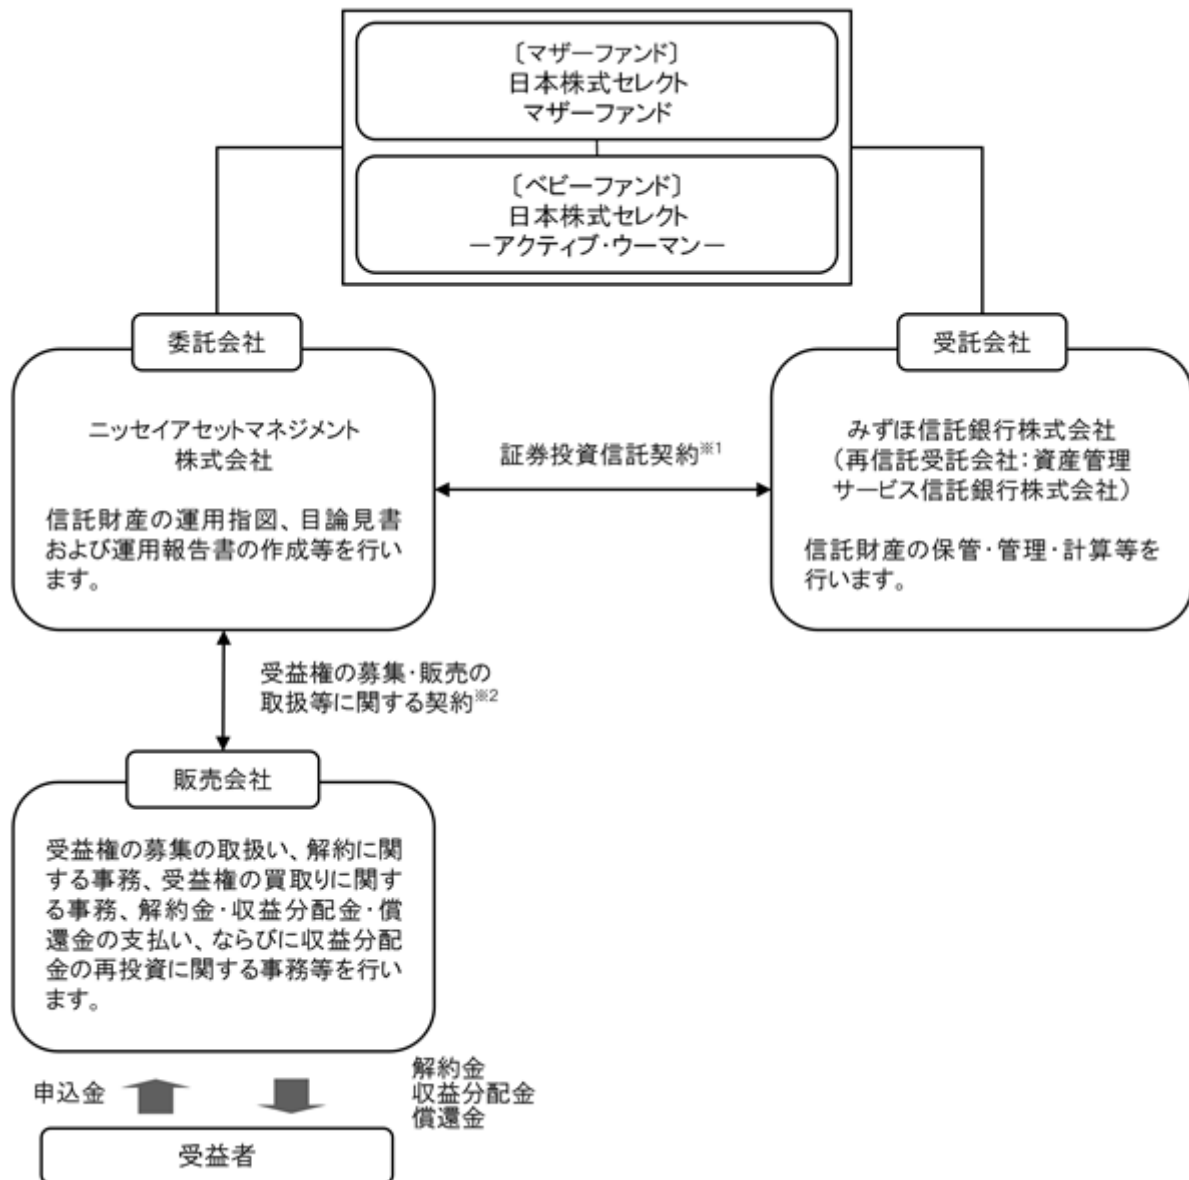 〔マザーファンド〕
日本株式セレクト
マザーファンド
〔ベビーファンド〕
日本株式セレクト
－アクティブ・ウーマン－
委託会社
ニッセイアセットマネジメント
株式会社
信託財産の運用指図、目論見書
および運用報告書の作成等を行い
ます。
証券投資信託契約※1
受託会社
みずほ信託銀行株式会社
（再信託受託会社：資産管理
サービス信託銀行株式会社）
信託財産の保管・管理・計算等を
行います。
受益権の募集・販売の
取扱等に関する契約※2
販売会社
受益権の募集の取扱い、解約に関
する事務、受益権の買取りに関す
る事務、解約金・収益分配金・償
還金の支払い、ならびに収益分配
金の再投資に関する事務等を行い
ます。
申込金
解約金
収益分配金
償還金
受益者